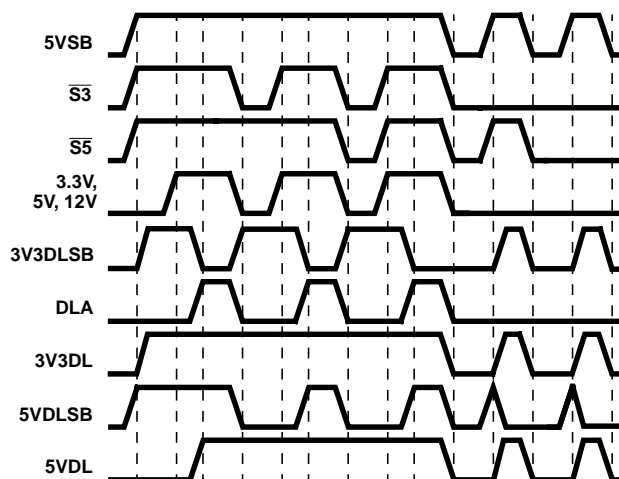 5VSB
S3
S5
3.3V,
5V, 12V
3V3DLSB
DLA
3V3DL
5VDLSB
5VDL